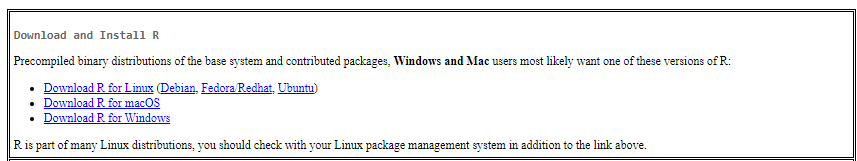 Download and Install R
Precompiled binary distributions of the base system and contributed packages, Windows and Mac users most likely want one of these versions of R:
• Download R for Linux (Debian, Fedora/Redhat, Ubuntu)
• Download R for macOS
• Download R for Windows
R is part of many Linux distributions, you should check with your Linux package management system in addition to the link above.